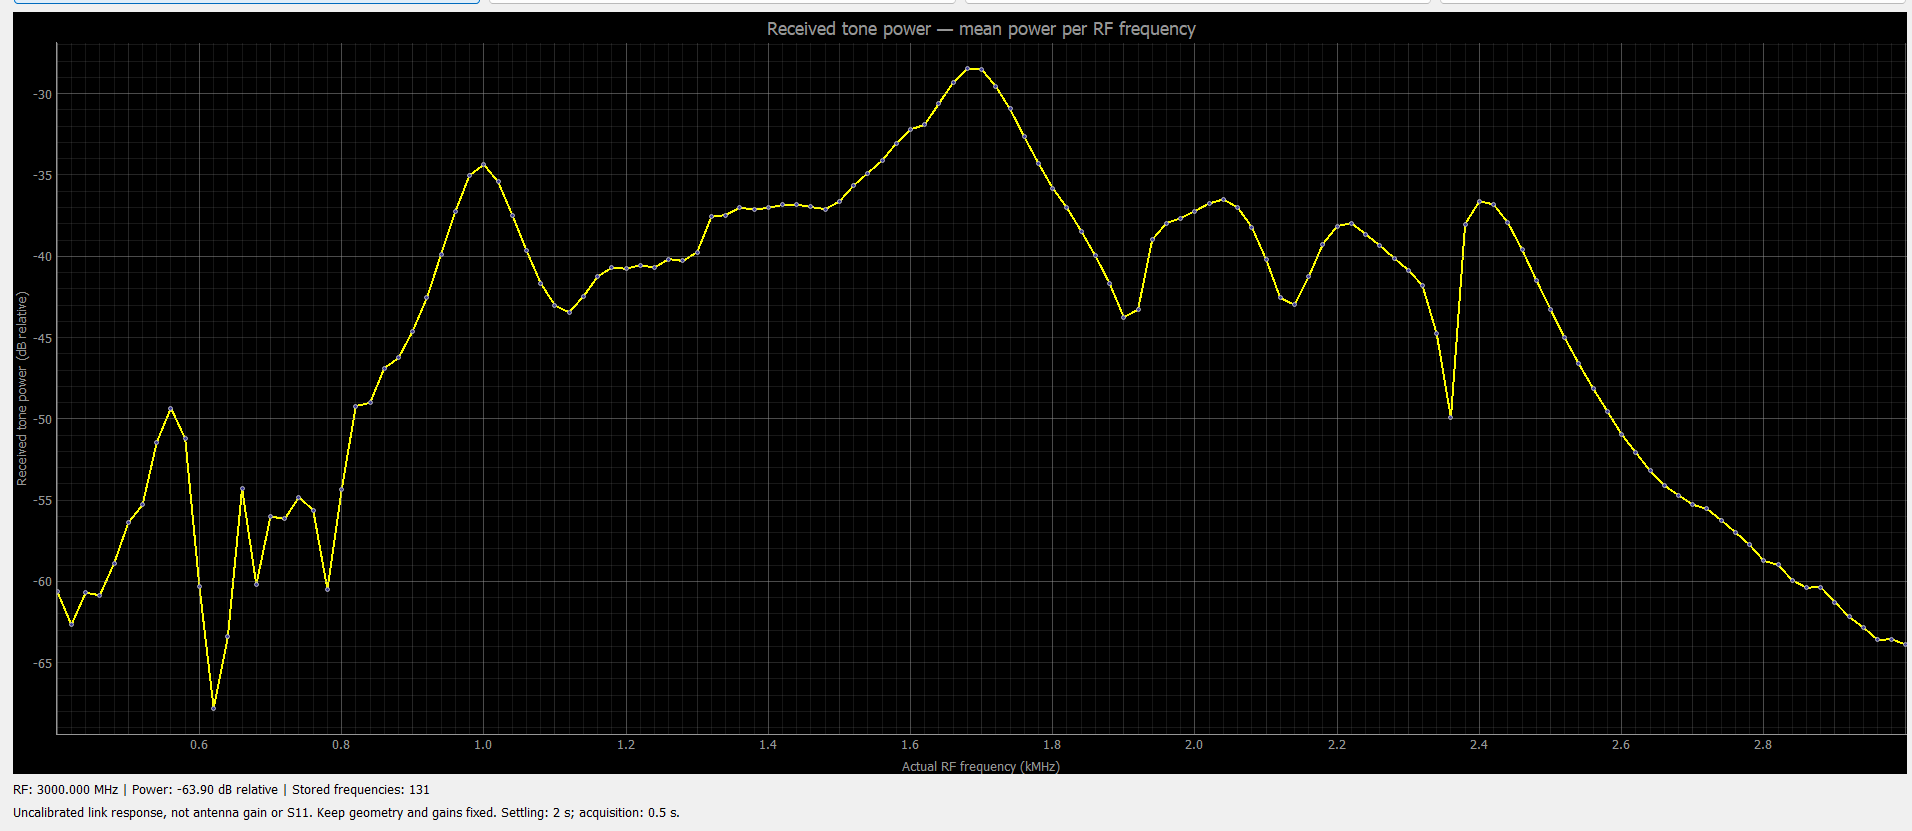 Received tone power — mean power per RF frequency
Received tone power (dB relative)
-30
-35
-40
-45
-50
-55
-60
-65
0.6 0.8 1.0 1.2 1.4 1.6 1.8 2.0 2.2 2.4 2.6 2.8
Actual RF frequency (kMHz)
RF: 3000.000 MHz | Power: -63.90 dB relative | Stored frequencies: 131
Uncalibrated link response, not antenna gain or S11. Keep geometry and gains fixed. Settling: 2 s; acquisition: 0.5 s.